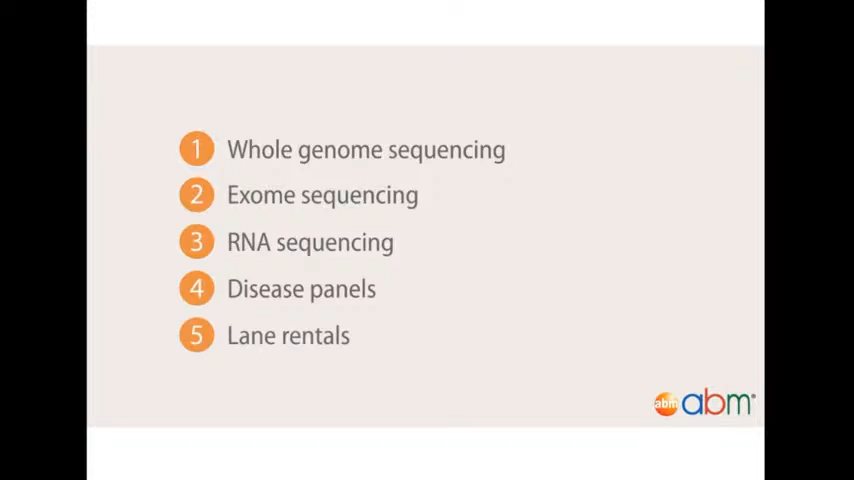 1 Whole genome sequencing
2 Exome sequencing
3 RNA sequencing
4 Disease panels
5 Lane rentals
abm abm